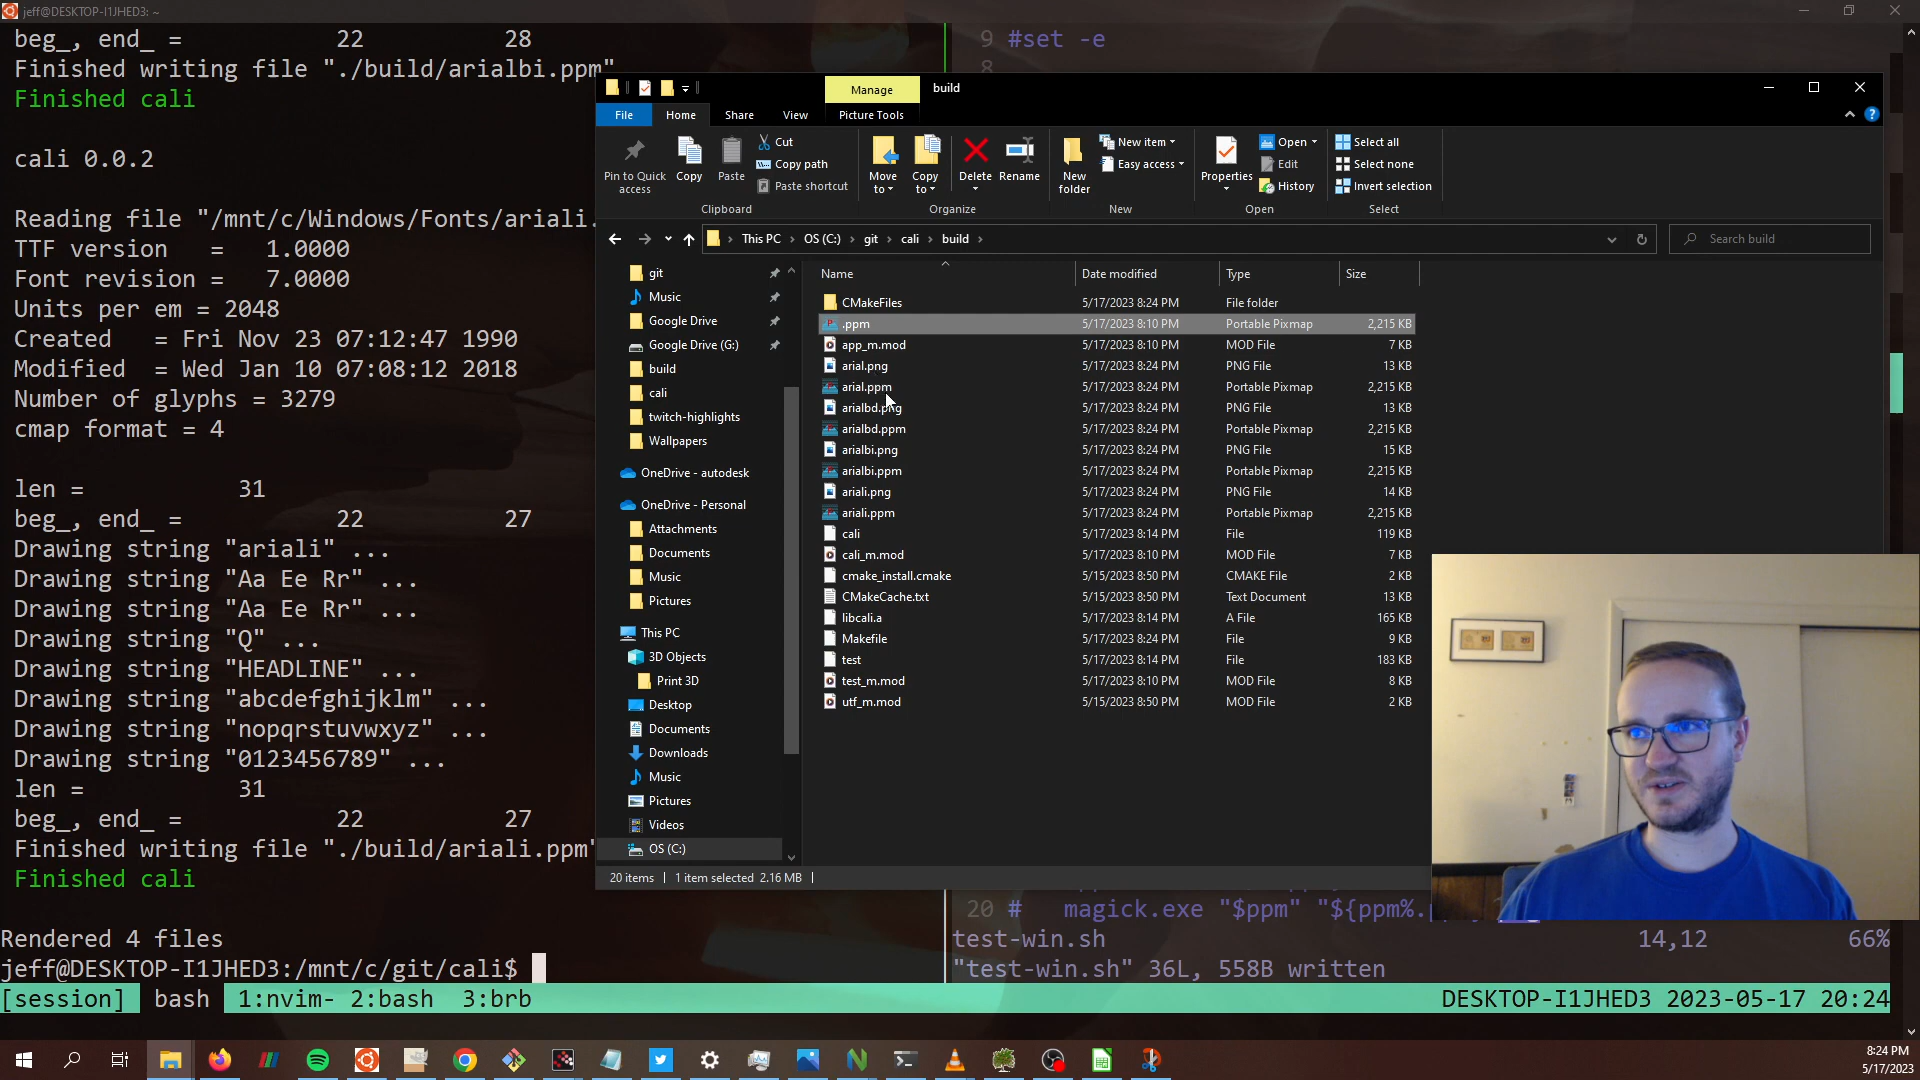 jeff@DESKTOP-I1JHED3: ~
beg_, end_ = 22 28
Finished writing file "./build/arialbi.ppm"
Finished cali
cali 0.0.2
Reading file "/mnt/c/Windows/Fonts/ariali.
TTF version = 1.0000
Font revision = 7.0000
Units per em = 2048
Created = Fri Nov 23 07:12:47 1990
Modified = Wed Jan 10 07:08:12 2018
Number of glyphs = 3279
cmap format = 4
len = 31
beg_, end_ = 22 27
Drawing string "ariali" ...
Drawing string "Aa Ee Rr" ...
Drawing string "Aa Ee Rr" ...
Drawing string "Q" ...
Drawing string "HEADLINE" ...
Drawing string "abcdefghijklm" ...
Drawing string "nopqrstuvwxyz" ...
Drawing string "0123456789" ...
len = 31
beg_, end_ = 22 27
Finished writing file "./build/ariali.ppm"
Finished cali
Rendered 4 files
jeff@DESKTOP-I1JHED3:/mnt/c/git/cali$
9 #set -e
8
Manage
build
File
Home
Share
View
Picture Tools
Pin to Quick access
Copy
Paste
Cut
Copy path
Paste shortcut
Clipboard
Move to
Copy to
Delete
Rename
Organize
New folder
New item
Easy access
New
Properties
Open
Edit
History
Open
Select all
Select none
Invert selection
Select
This PC > OS (C:) > git > cali > build >
Search build
git
Music
Google Drive
Google Drive (G:)
build
cali
twitch-highlights
Wallpapers
OneDrive - autodesk
OneDrive - Personal
Attachments
Documents
Music
Pictures
This PC
3D Objects
Print 3D
Desktop
Documents
Downloads
Music
Pictures
Videos
OS (C:)
Name Date modified Type Size
CMakeFiles 5/17/2023 8:24 PM File folder
.ppm 5/17/2023 8:10 PM Portable Pixmap 2,215 KB
app_m.mod 5/17/2023 8:10 PM MOD File 7 KB
arial.png 5/17/2023 8:24 PM PNG File 13 KB
arial.ppm 5/17/2023 8:24 PM Portable Pixmap 2,215 KB
arialbd.png 5/17/2023 8:24 PM PNG File 13 KB
arialbd.ppm 5/17/2023 8:24 PM Portable Pixmap 2,215 KB
arialbi.png 5/17/2023 8:24 PM PNG File 15 KB
arialbi.ppm 5/17/2023 8:24 PM Portable Pixmap 2,215 KB
ariali.png 5/17/2023 8:24 PM PNG File 14 KB
ariali.ppm 5/17/2023 8:24 PM Portable Pixmap 2,215 KB
cali 5/17/2023 8:14 PM File 119 KB
cali_m.mod 5/17/2023 8:10 PM MOD File 7 KB
cmake_install.cmake 5/15/2023 8:50 PM CMAKE File 2 KB
CMakeCache.txt 5/15/2023 8:50 PM Text Document 13 KB
libcali.a 5/17/2023 8:14 PM A File 165 KB
Makefile 5/17/2023 8:24 PM File 9 KB
test 5/17/2023 8:14 PM File 183 KB
test_m.mod 5/17/2023 8:10 PM MOD File 8 KB
utf_m.mod 5/15/2023 8:50 PM MOD File 2 KB
20 items 1 item selected 2.16 MB
20 # magick.exe "$ppm" "${ppm%.
test-win.sh 14,12 66%
"test-win.sh" 36L, 558B written
[session] bash 1:nvim- 2:bash 3:brb DESKTOP-I1JHED3 2023-05-17 20:24
8:24 PM
5/17/2023